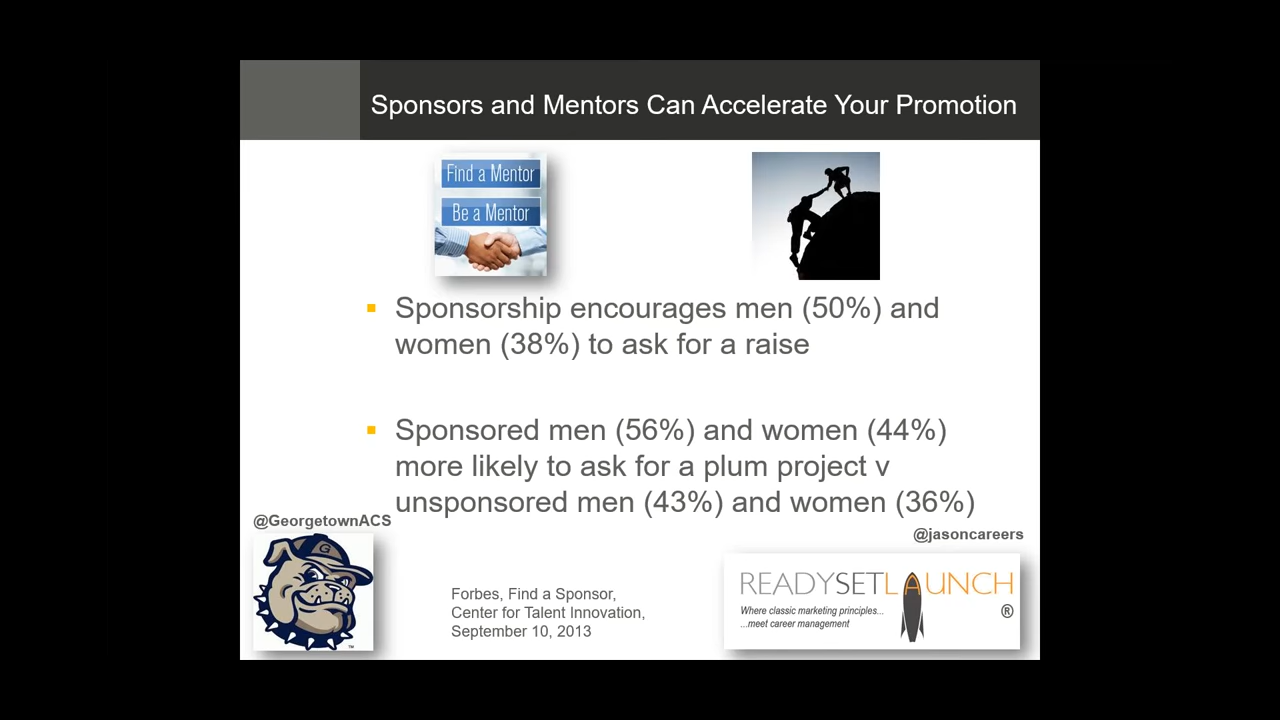 Sponsors and Mentors Can Accelerate Your Promotion
Find a Mentor
Be a Mentor
▪ Sponsorship encourages men (50%) and
women (38%) to ask for a raise
▪ Sponsored men (56%) and women (44%)
more likely to ask for a plum project v
unsponsored men (43%) and women (36%)
@GeorgetownACS
@jasoncareers
G
TM
Forbes, Find a Sponsor,
Center for Talent Innovation,
September 10, 2013
READYSETLAUNCH
®
Where classic marketing principles...
...meet career management